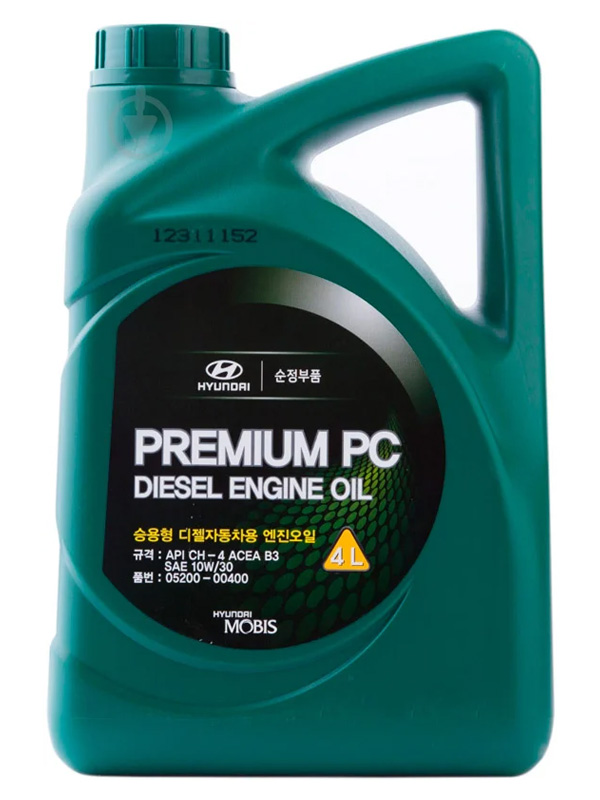 12311152
HYUNDAI 순정부품
PREMIUM PC
DIESEL ENGINE OIL
승용형 디젤자동차용 엔진오일
규격 : API CH-4 ACEA B3
SAE 10W/30
품번 : 05200-00400
4L
HYUNDAI
MOBIS